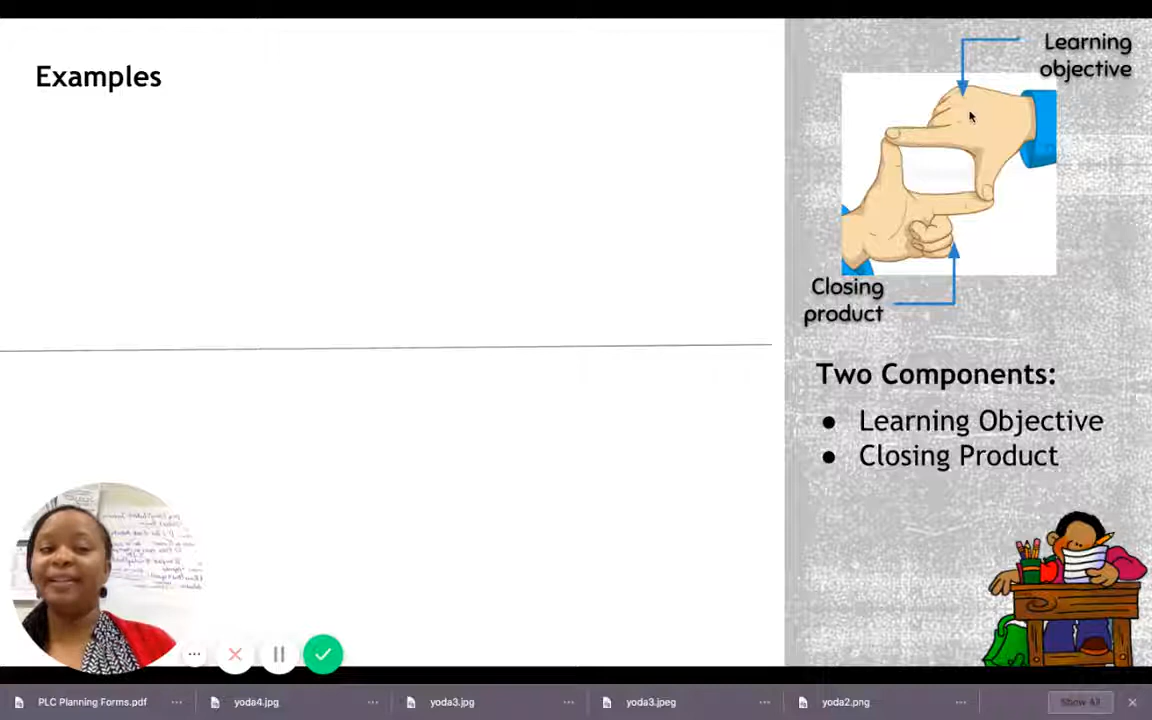 Examples
Learning
objective
Closing
product
Two Components:
● Learning Objective
● Closing Product
PLC Planning Forms.pdf
yoda4.jpg
yoda3.jpg
yoda3.jpeg
yoda2.png
Show All